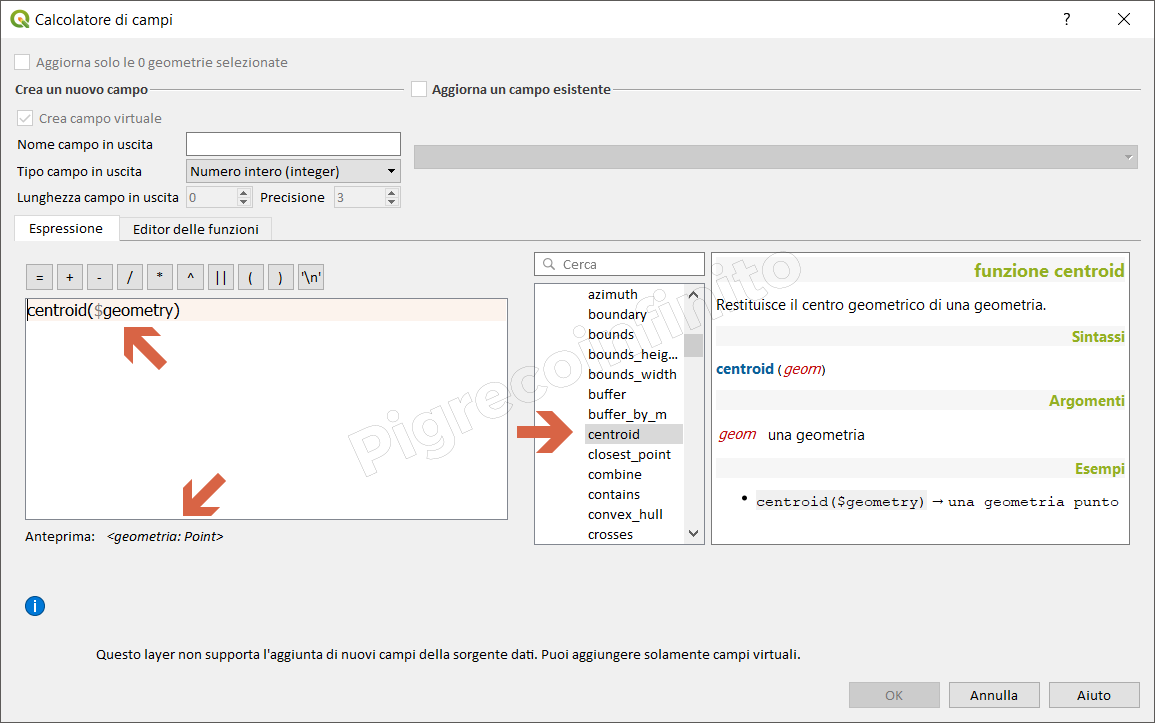 Calcolatore di campi
?
Aggiorna solo le 0 geometrie selezionate
Crea un nuovo campo
Aggiorna un campo esistente
Crea campo virtuale
Nome campo in uscita
Tipo campo in uscita
Numero intero (integer)
Lunghezza campo in uscita
0
Precisione
3
Espressione
Editor delle funzioni
= + - / * ^ || ( ) '\n'
centroid($geometry)
Anteprima: <geometria: Point>
Cerca
azimuth
boundary
bounds
bounds_heig...
bounds_width
buffer
buffer_by_m
centroid
closest_point
combine
contains
convex_hull
crosses
funzione centroid
Restituisce il centro geometrico di una geometria.
Sintassi
centroid (geom)
Argomenti
geom una geometria
Esempi
• centroid($geometry) → una geometria punto
Pigrecoinfinito
i
Questo layer non supporta l'aggiunta di nuovi campi della sorgente dati. Puoi aggiungere solamente campi virtuali.
OK
Annulla
Aiuto